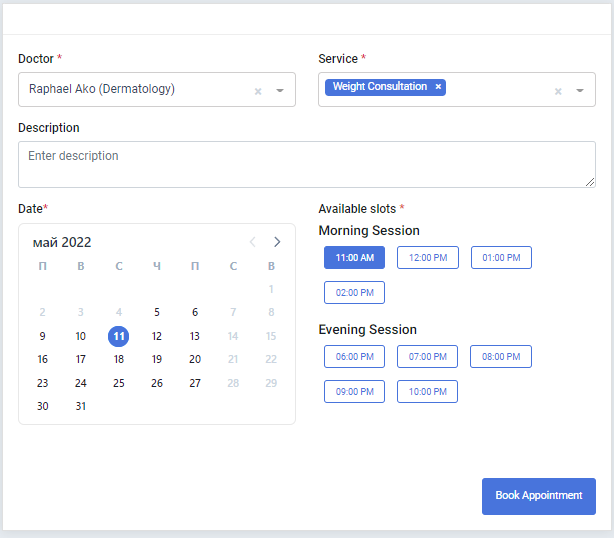 Doctor *
Raphael Ako (Dermatology)
×
Service *
Weight Consultation ×
×
Description
Enter description
Date*
май 2022
П В С Ч П С В
1
2 3 4 5 6 7 8
9 10 11 12 13 14 15
16 17 18 19 20 21 22
23 24 25 26 27 28 29
30 31
Available slots *
Morning Session
11:00 AM 12:00 PM 01:00 PM
02:00 PM
Evening Session
06:00 PM 07:00 PM 08:00 PM
09:00 PM 10:00 PM
Book Appointment